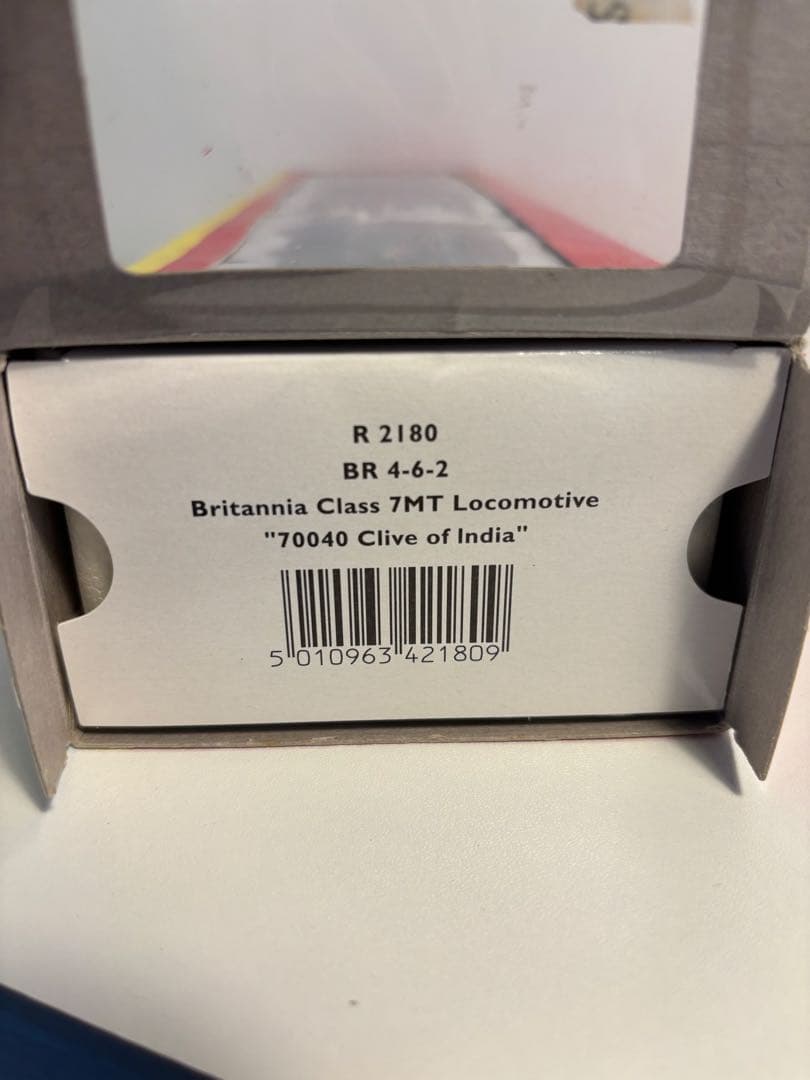 R 2180
BR 4-6-2
Britannia Class 7MT Locomotive
"70040 Clive of India"
5 010963 421809